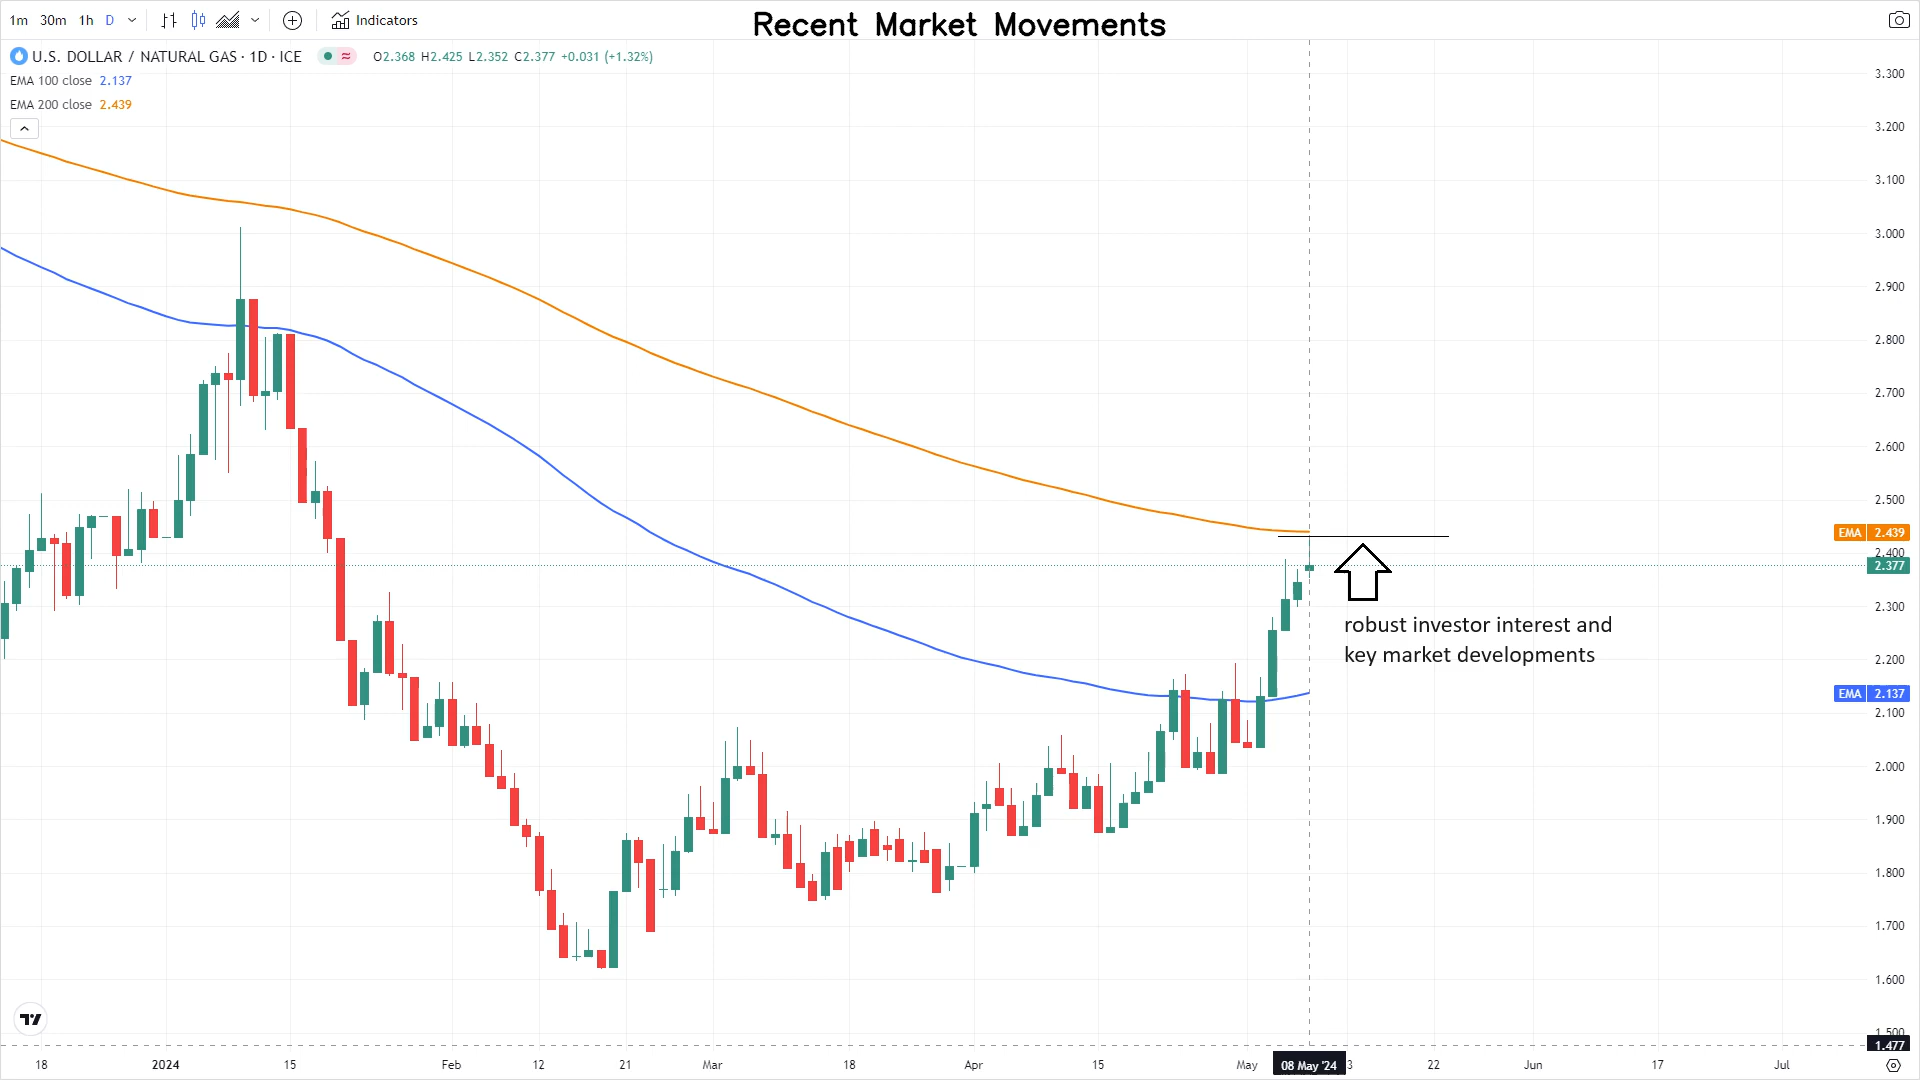 1m 30m 1h D Indicators
Recent Market Movements
U.S. DOLLAR / NATURAL GAS · 1D · ICE O2.368 H2.425 L2.352 C2.377 +0.031 (+1.32%)
EMA 100 close 2.137
EMA 200 close 2.439
3.300
3.200
3.100
3.000
2.900
2.800
2.700
2.600
2.500
EMA 2.439
2.400
2.377
2.300
robust investor interest and
key market developments
2.200
EMA 2.137
2.100
2.000
1.900
1.800
1.700
1.600
1.500
1.477
18 2024 15 Feb 12 21 Mar 18 Apr 15 May 08 May '24 3 22 Jun 17 Jul